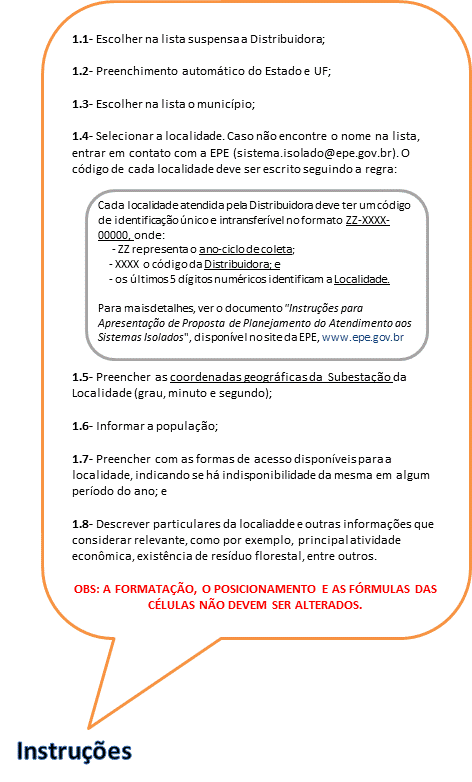 1.1- Escolher na lista suspensa a Distribuidora;
1.2- Preenchimento automático do Estado e UF;
1.3- Escolher na lista o município;
1.4- Selecionar a localidade. Caso não encontre o nome na lista,
entrar em contato com a EPE (sistema.isolado@epe.gov.br). O
código de cada localidade deve ser escrito seguindo a regra:
Cada localidade atendida pela Distribuidora deve ter um código
de identificação único e intransferível no formato ZZ-XXXX-
00000, onde:
- ZZ representa o ano-ciclo de coleta;
- XXXX o código da Distribuidora; e
- os últimos 5 dígitos numéricos identificam a Localidade.
Para mais detalhes, ver o documento "Instruções para
Apresentação de Proposta de Planejamento do Atendimento aos
Sistemas Isolados", disponível no site da EPE, www.epe.gov.br
1.5- Preencher as coordenadas geográficas da Subestação da
Localidade (grau, minuto e segundo);
1.6- Informar a população;
1.7- Preencher com as formas de acesso disponíveis para a
localidade, indicando se há indisponibilidade da mesma em algum
período do ano; e
1.8- Descrever particulares da localiadde e outras informações que
considerar relevante, como por exemplo, principal atividade
econômica, existência de resíduo florestal, entre outros.
OBS: A FORMATAÇÃO, O POSICIONAMENTO E AS FÓRMULAS DAS
CÉLULAS NÃO DEVEM SER ALTERADOS.
Instruções